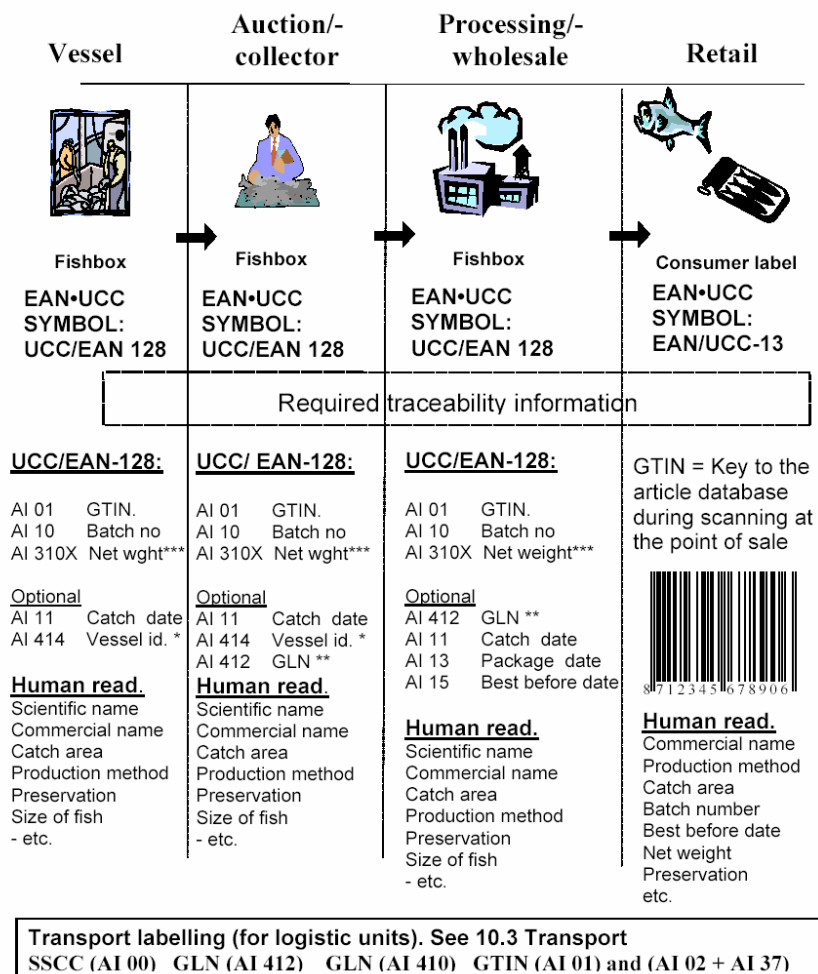 Vessel
Auction/-
collector
Processing/-
wholesale
Retail
Fishbox
EAN•UCC
SYMBOL:
UCC/EAN 128
Fishbox
EAN•UCC
SYMBOL:
UCC/EAN 128
Fishbox
EAN•UCC
SYMBOL:
UCC/EAN 128
Consumer label
EAN•UCC
SYMBOL:
EAN/UCC-13
Required traceability information
UCC/EAN-128:
AI 01 GTIN.
AI 10 Batch no
AI 310X Net wght***
Optional
AI 11 Catch date
AI 414 Vessel id. *
Human read.
Scientific name
Commercial name
Catch area
Production method
Preservation
Size of fish
- etc.
UCC/ EAN-128:
AI 01 GTIN.
AI 10 Batch no
AI 310X Net wght***
Optional
AI 11 Catch date
AI 414 Vessel id. *
AI 412 GLN **
Human read.
Scientific name
Commercial name
Catch area
Production method
Preservation
Size of fish
- etc.
UCC/EAN-128:
AI 01 GTIN.
AI 10 Batch no
AI 310X Net weight***
Optional
AI 412 GLN **
AI 11 Catch date
AI 13 Package date
AI 15 Best before date
Human read.
Scientific name
Commercial name
Catch area
Production method
Preservation
Size of fish
- etc.
GTIN = Key to the
article database
during scanning at
the point of sale
8 712345 678906
Human read.
Commercial name
Production method
Catch area
Batch number
Best before date
Net weight
Preservation
etc.
Transport labelling (for logistic units). See 10.3 Transport
SSCC (AI 00) GLN (AI 412) GLN (AI 410) GTIN (AI 01) and (AI 02 + AI 37)